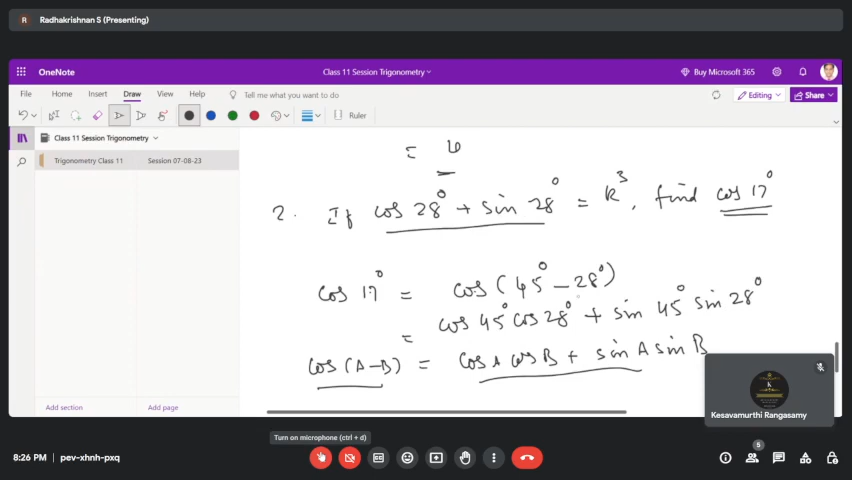 R Radhakrishnan S (Presenting)
OneNote
Class 11 Session Trigonometry
Buy Microsoft 365
File Home Insert Draw View Help Tell me what you want to do
Editing Share
Ruler
Class 11 Session Trigonometry
Trigonometry Class 11 Session 07-08-23
= 6
2. If cos 28° + sin 28° = k³, find cos 17°
cos 17° = cos (45° – 28°)
= cos 45° cos 28° + sin 45° sin 28°
cos (A–B) = cos A cos B + sin A sin B
K
Kesavamurthi Rangasamy
Add section Add page
Turn on microphone (ctrl + d)
8:26 PM pev-xhnh-pxq
5